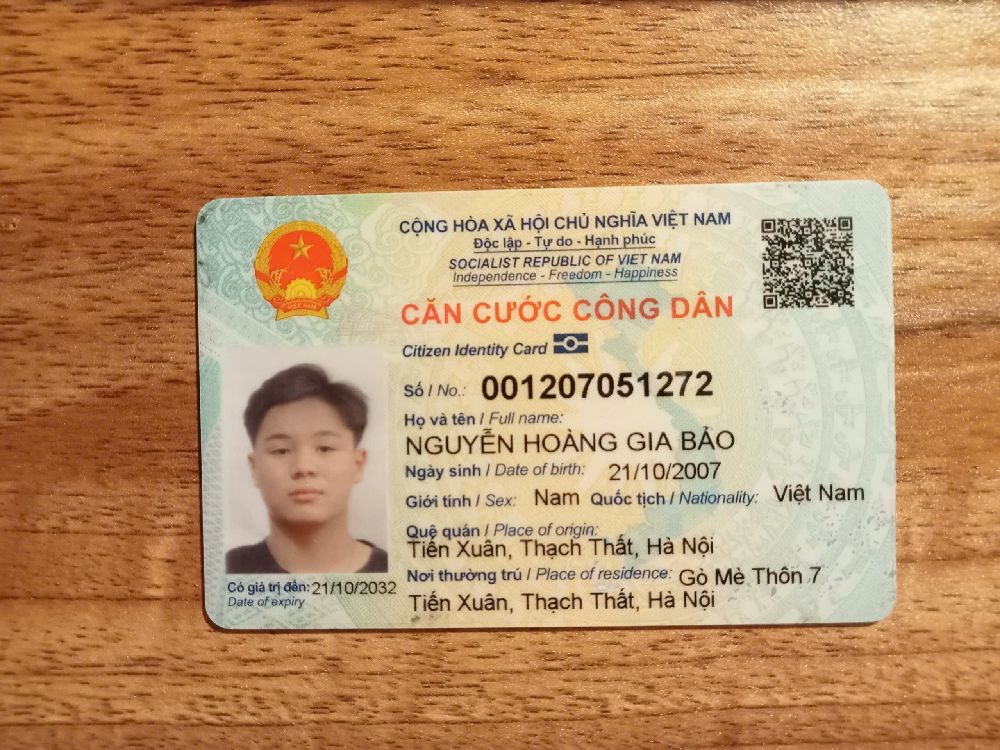 CỘNG HÒA XÃ HỘI CHỦ NGHĨA VIỆT NAM
Độc lập - Tự do - Hạnh phúc
SOCIALIST REPUBLIC OF VIET NAM
Independence - Freedom - Happiness
CĂN CƯỚC CÔNG DÂN
Citizen Identity Card
Số / No.: 001207051272
Họ và tên / Full name:
NGUYỄN HOÀNG GIA BẢO
Ngày sinh / Date of birth: 21/10/2007
Giới tính / Sex: Nam Quốc tịch / Nationality: Việt Nam
Quê quán / Place of origin:
Tiến Xuân, Thạch Thất, Hà Nội
Nơi thường trú / Place of residence: Gò Mè Thôn 7
Tiến Xuân, Thạch Thất, Hà Nội
Có giá trị đến: 21/10/2032
Date of expiry
VIỆT NAM